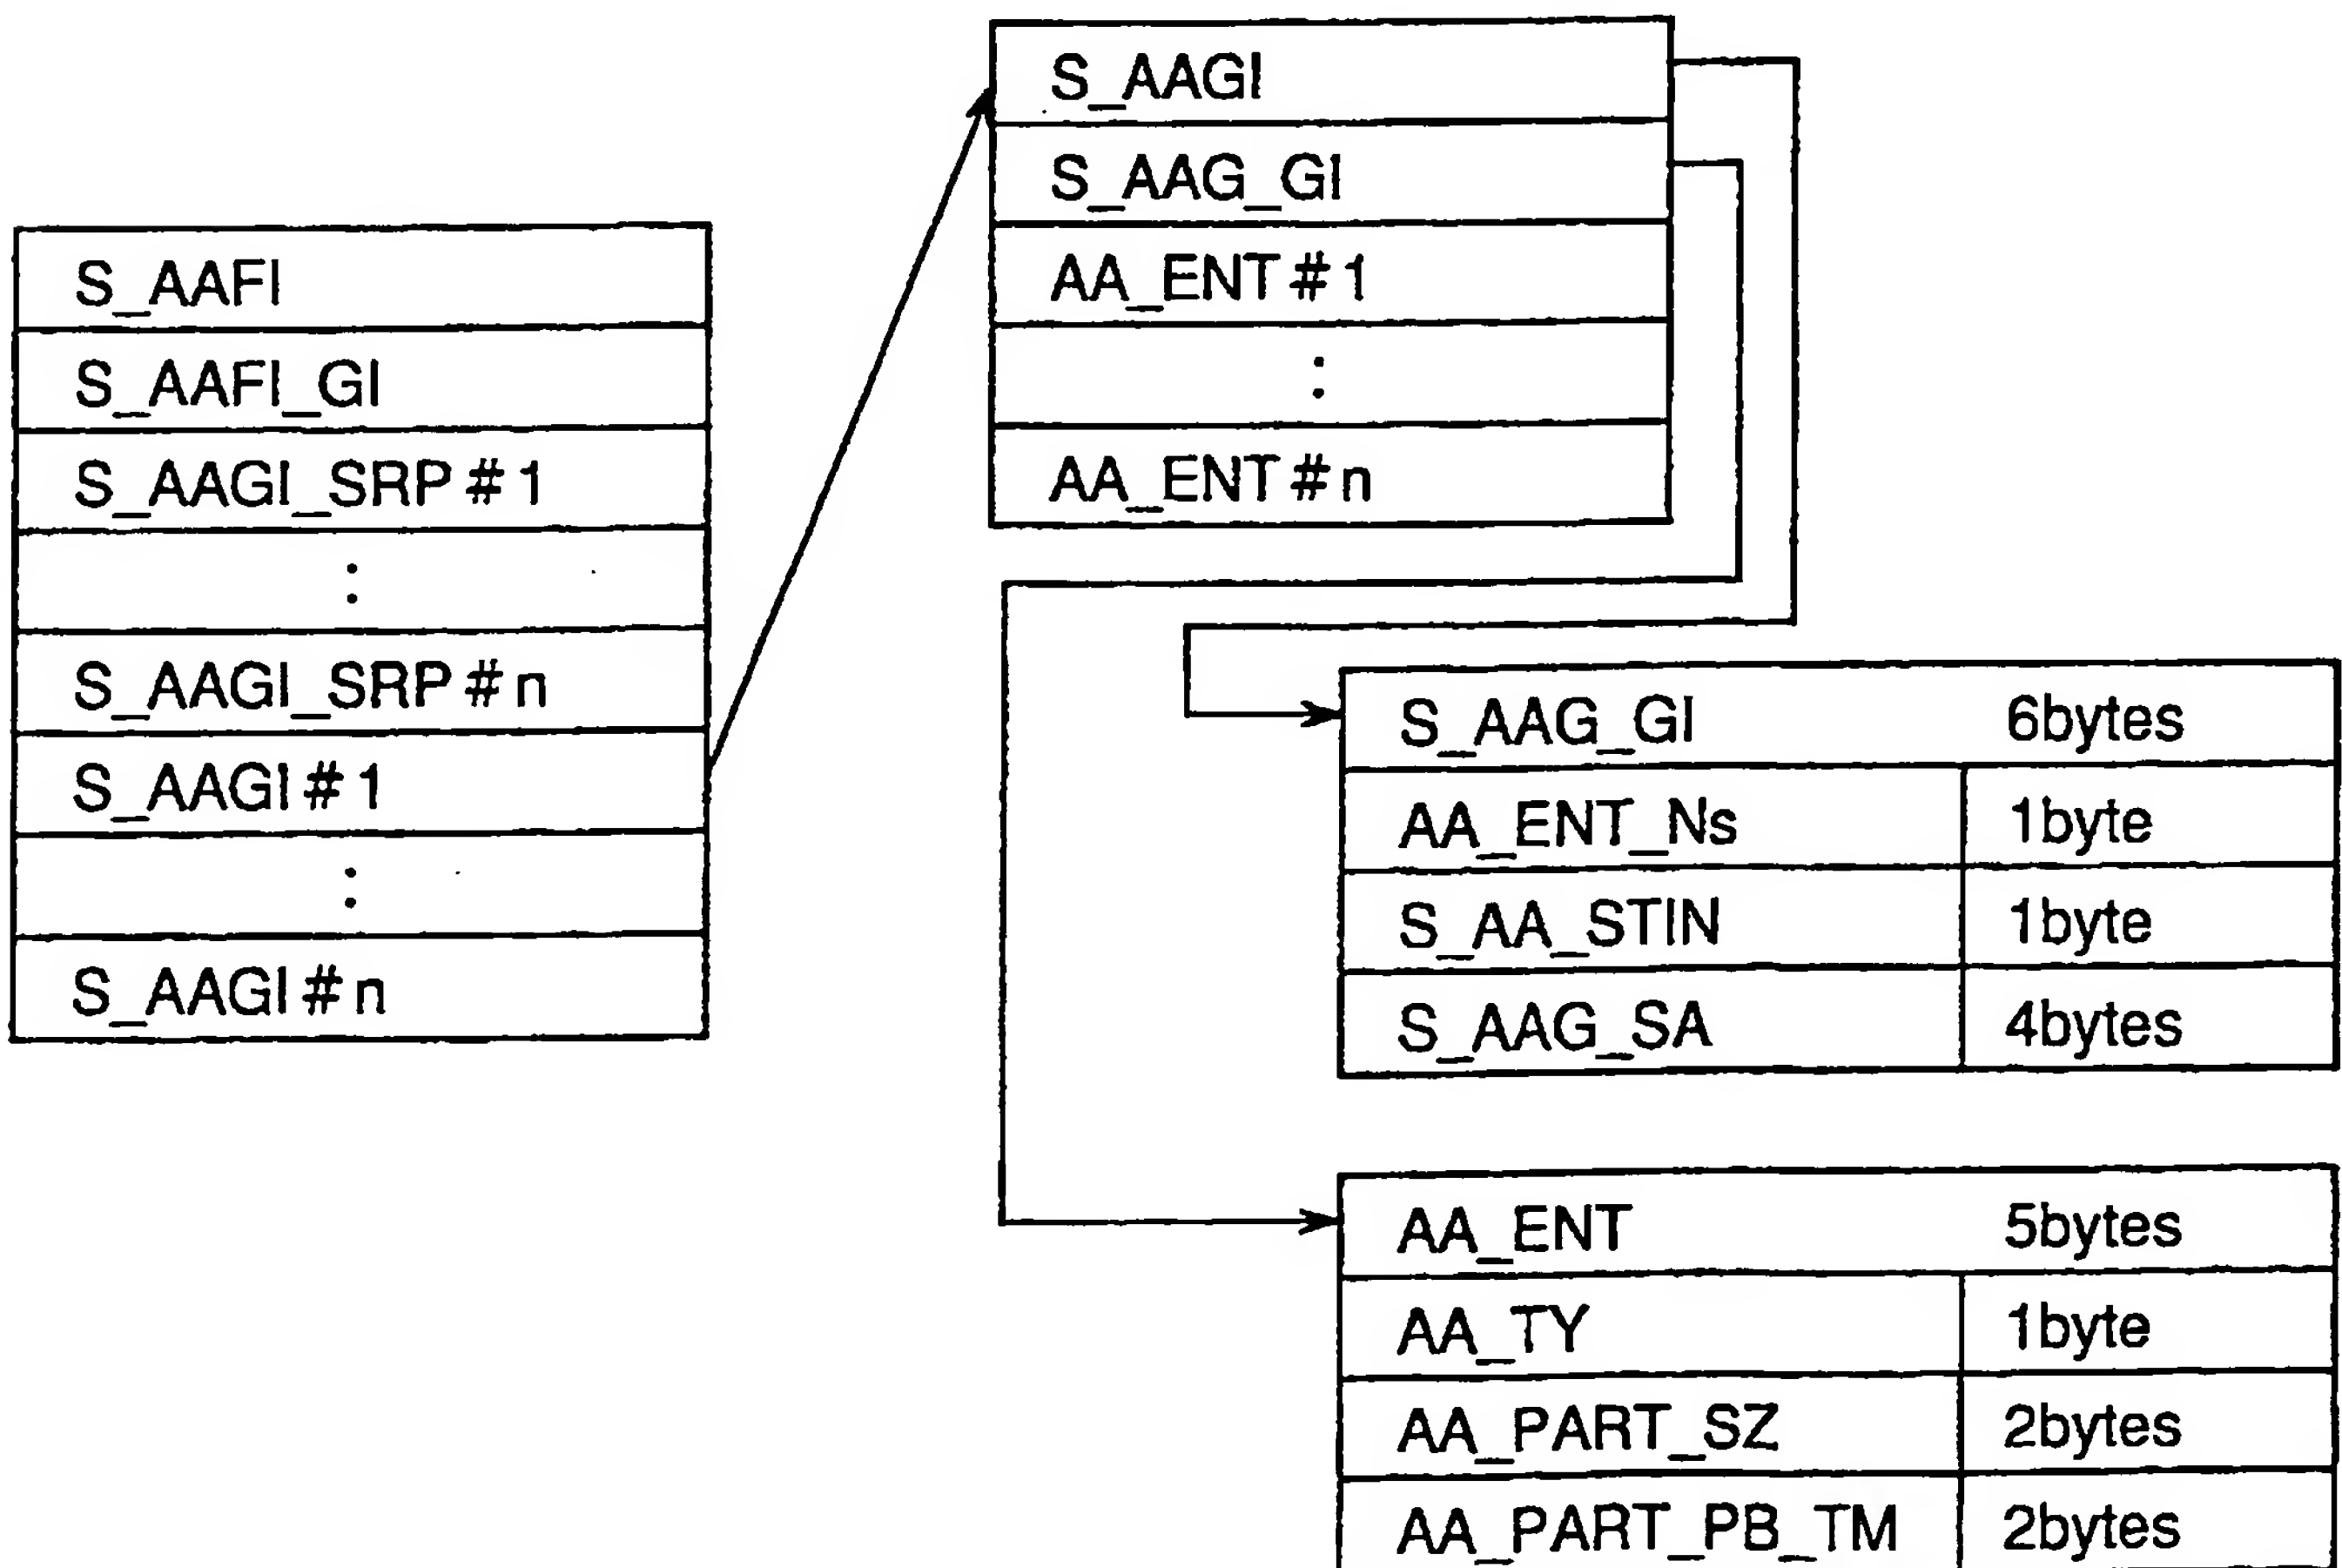 S_AAFI
S_AAFI_GI
S_AAGI_SRP#1
:
S_AAGI_SRP#n
S_AAGI#1
:
S_AAGI#n
S_AAGI
S_AAG_GI
AA_ENT#1
:
AA_ENT#n
S_AAG_GI 6bytes
AA_ENT_Ns 1byte
S_AA_STIN 1byte
S_AAG_SA 4bytes
AA_ENT 5bytes
AA_TY 1byte
AA_PART_SZ 2bytes
AA_PART_PB_TM 2bytes